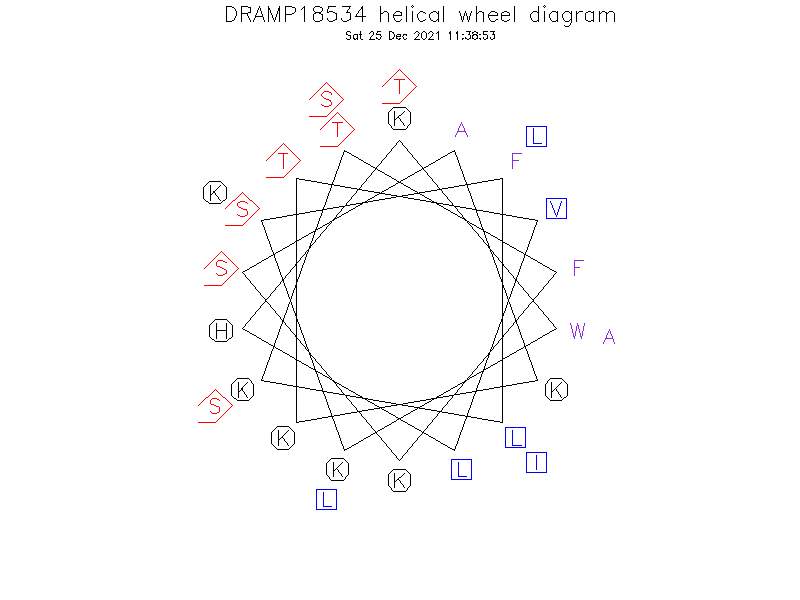 DRAMP18534 helical wheel diagram
Sat 25 Dec 2021 11:38:53
T
S
K
T
A
L
T
F
K
S
V
S
F
H
W
A
K
K
S
K
L
I
K
L
K
L